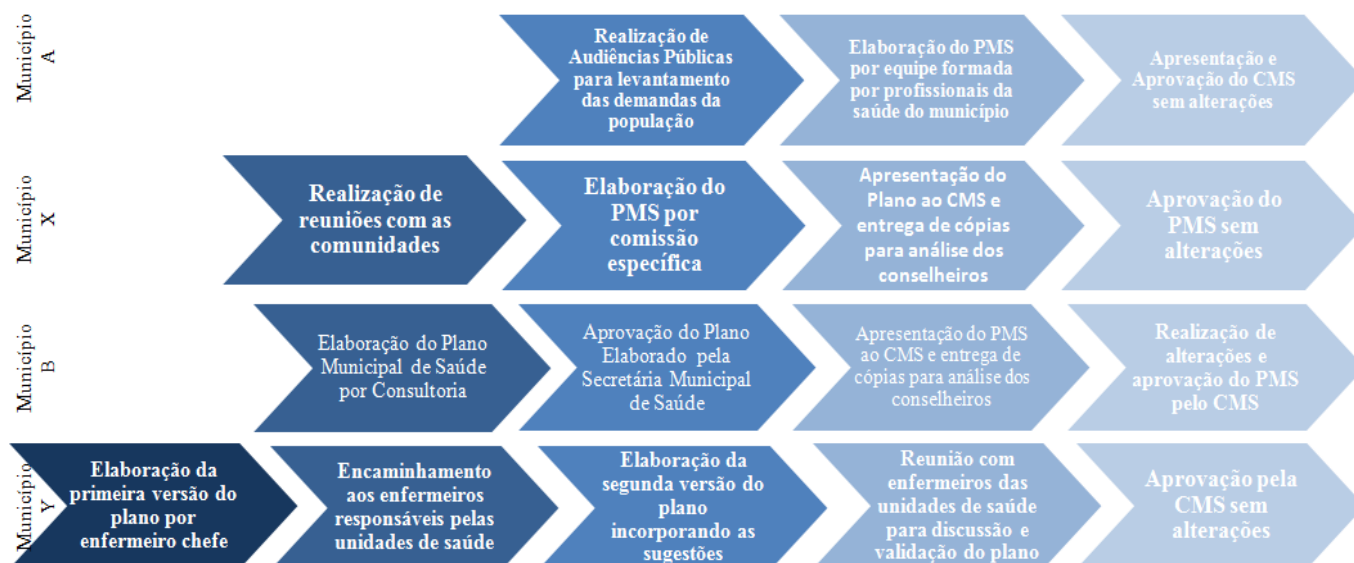 Município
A
Realização de
Audiências Públicas
para levantamento
das demandas da
população
Elaboração do PMS
por equipe formada
por profissionais da
saúde do município
Apresentação e
Aprovação do CMS
sem alterações
Município
X
Realização de
reuniões com as
comunidades
Elaboração do
PMS por
comissão
específica
Apresentação do
Plano ao CMS e
entrega de cópias
para análise dos
conselheiros
Aprovação do
PMS sem
alterações
Município
B
Elaboração do Plano
Municipal de Saúde
por Consultoria
Aprovação do Plano
Elaborado pela
Secretária Municipal
de Saúde
Apresentação do PMS
ao CMS e entrega de
cópias para análise dos
conselheiros
Realização de
alterações e
aprovação do PMS
pelo CMS
Município
Y
Elaboração da
primeira versão do
plano por
enfermeiro chefe
Encaminhamento
aos enfermeiros
responsáveis pelas
unidades de saúde
Elaboração da
segunda versão do
plano
incorporando as
sugestões
Reunião com
enfermeiros das
unidades de saúde
para discussão e
validação do plano
Aprovação pela
CMS sem
alterações